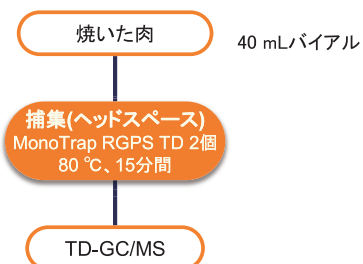 焼いた肉
40 mLバイアル
捕集(ヘッドスペース)
MonoTrap RGPS TD 2個
80 ℃、15分間
TD-GC/MS